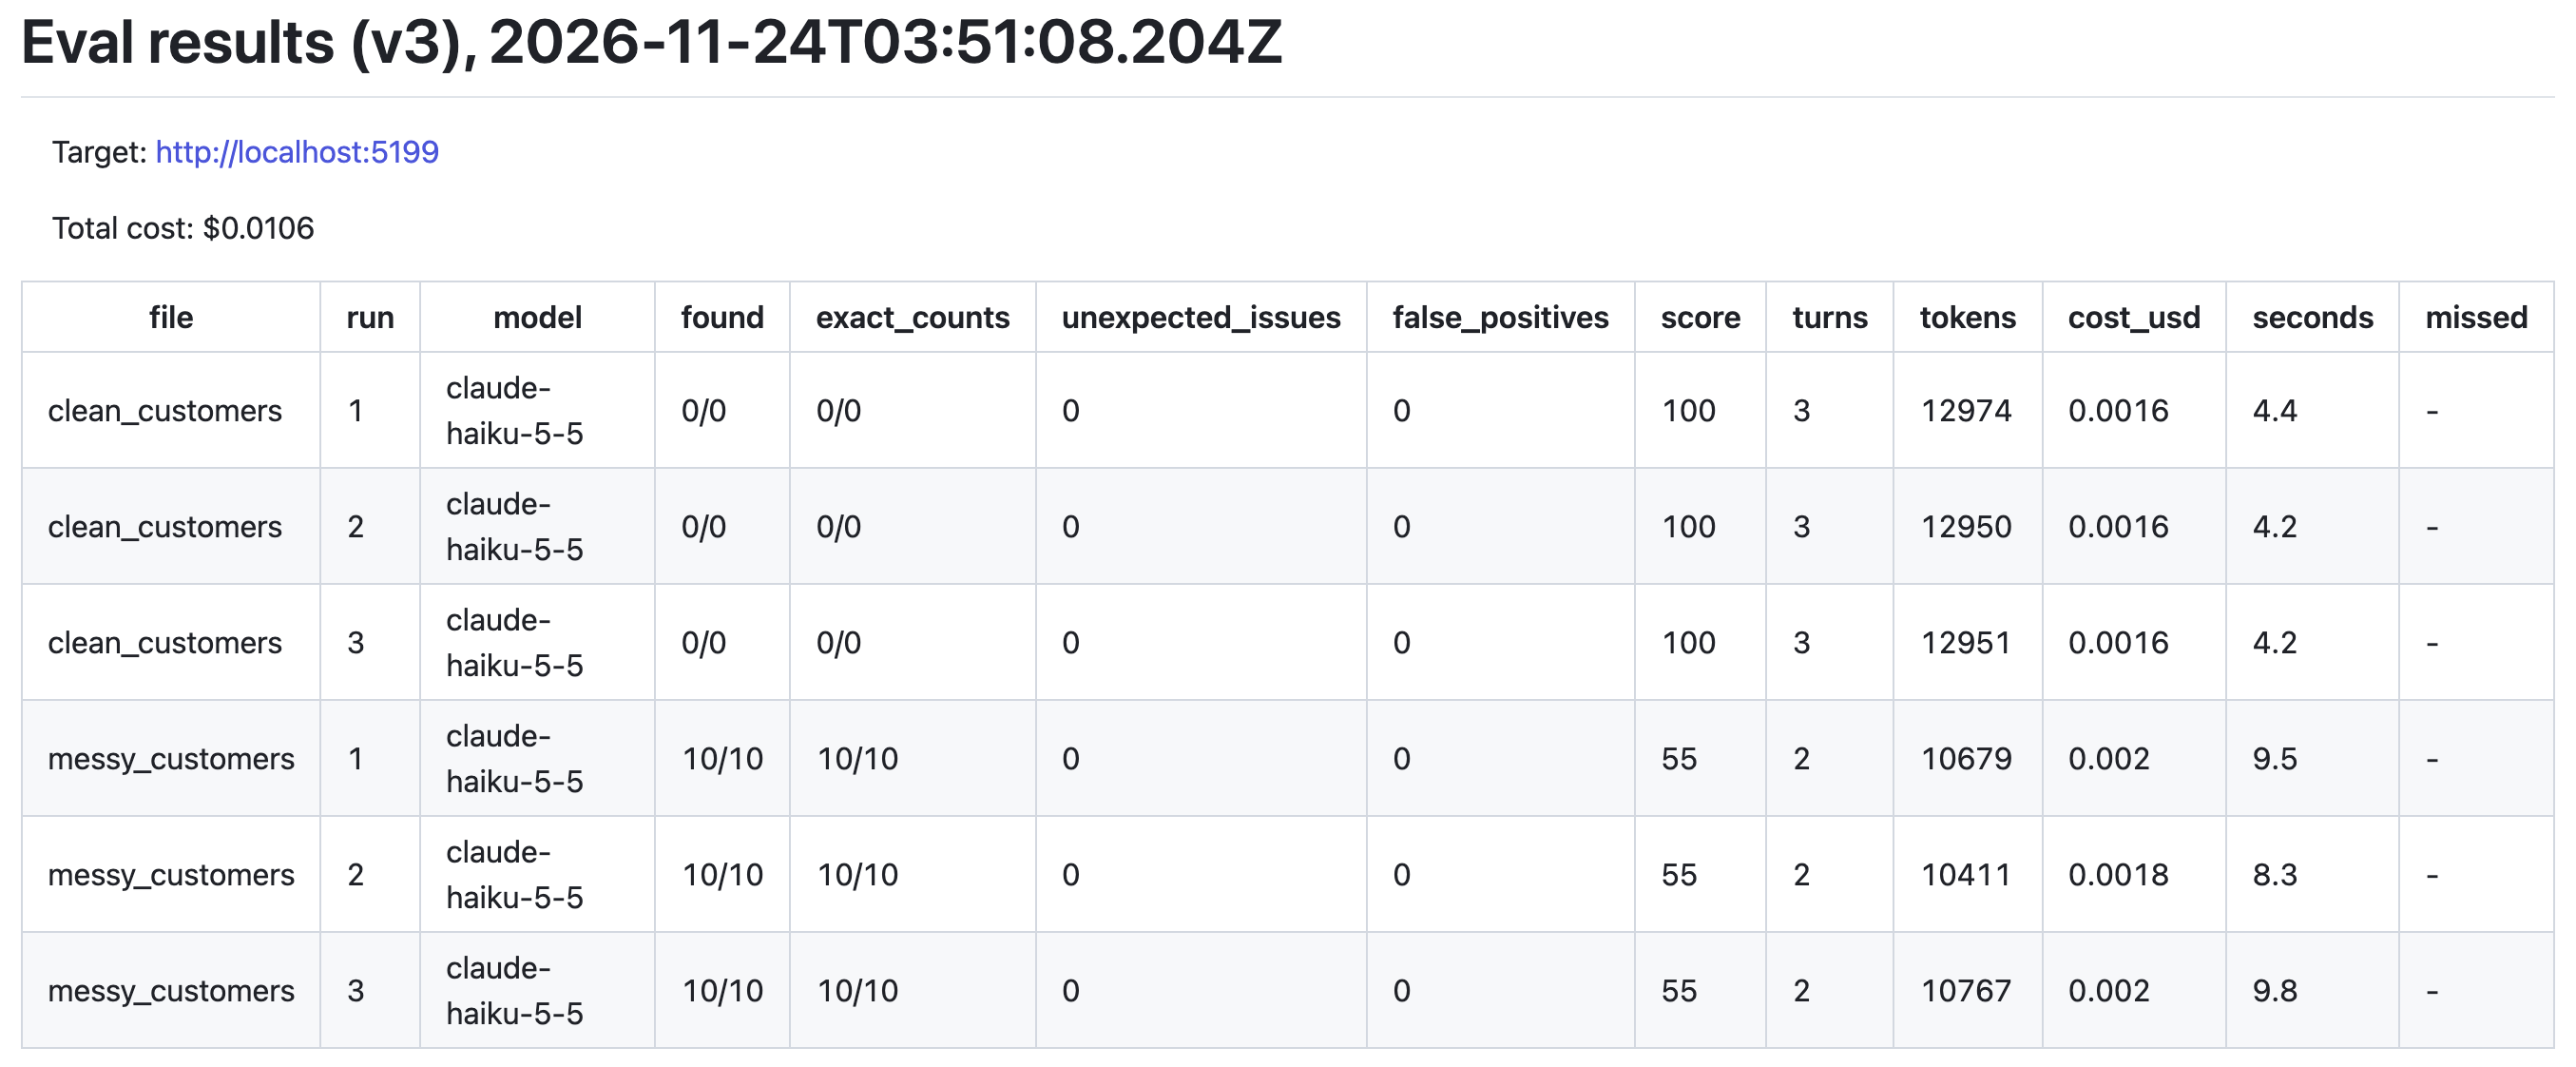 Eval results (v3), 2026-11-24T03:51:08.204Z
Target: http://localhost:5199
Total cost: $0.0106
file run model found exact_counts unexpected_issues false_positives score turns tokens cost_usd seconds missed
clean_customers 1 claude-haiku-5-5 0/0 0/0 0 0 100 3 12974 0.0016 4.4 -
clean_customers 2 claude-haiku-5-5 0/0 0/0 0 0 100 3 12950 0.0016 4.2 -
clean_customers 3 claude-haiku-5-5 0/0 0/0 0 0 100 3 12951 0.0016 4.2 -
messy_customers 1 claude-haiku-5-5 10/10 10/10 0 0 55 2 10679 0.002 9.5 -
messy_customers 2 claude-haiku-5-5 10/10 10/10 0 0 55 2 10411 0.0018 8.3 -
messy_customers 3 claude-haiku-5-5 10/10 10/10 0 0 55 2 10767 0.002 9.8 -